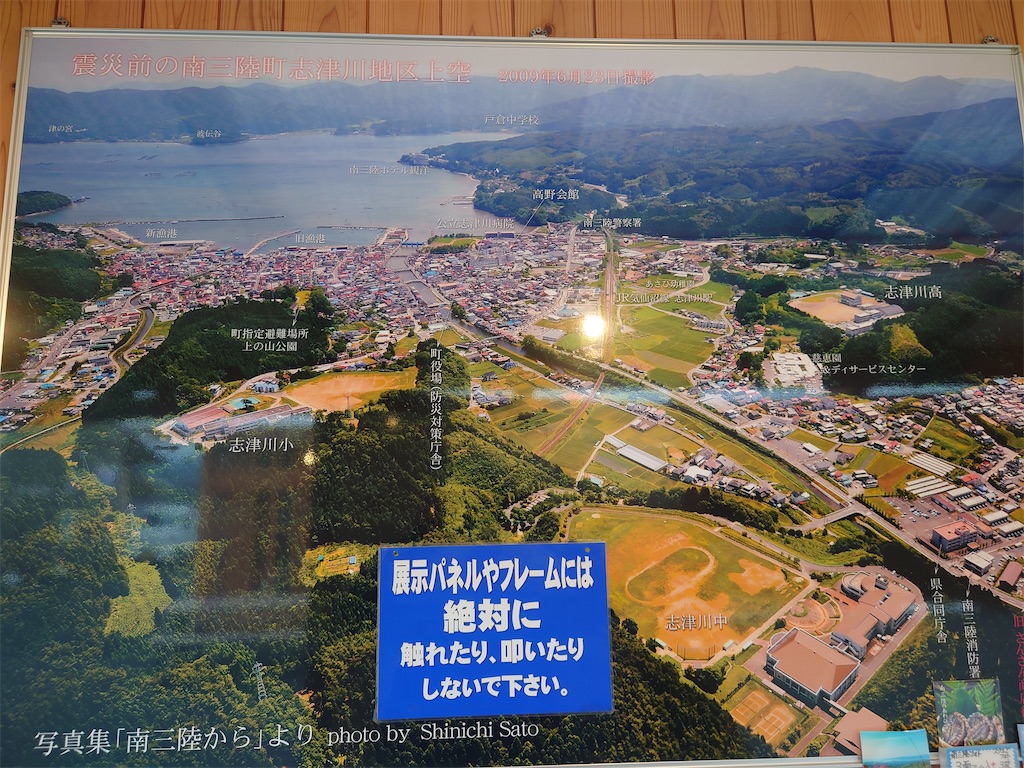 震災前の南三陸町志津川地区上空　2009年6月23日撮影
津の宮
波伝谷
戸倉中学校
南三陸ホテル観洋
高野会館
新漁港
旧漁港
公立志津川病院
南三陸警察署
あさひ幼稚園
JR気仙沼線 志津川駅
志津川高
町指定避難場所
上の山公園
町役場(防災対策庁舎)
慈恵園
&ディサービスセンター
志津川小
志津川中
県合同庁舎
南三陸消防署
展示パネルやフレームには
絶対に
触れたり、叩いたり
しないで下さい。
写真集「南三陸から」より photo by Shinichi Sato